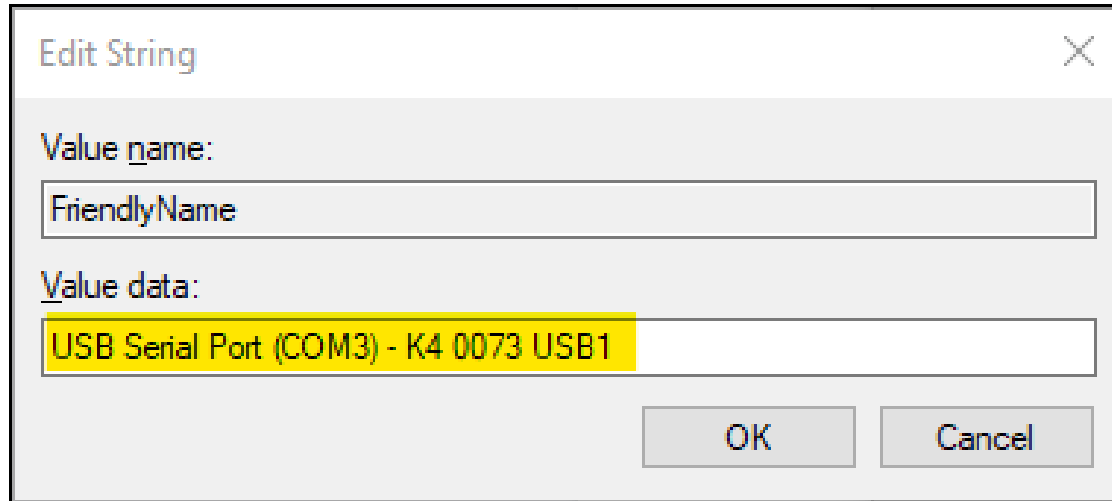 Edit String
Value name:
FriendlyName
Value data:
USB Serial Port (COM3) - K4 0073 USB1
OK Cancel